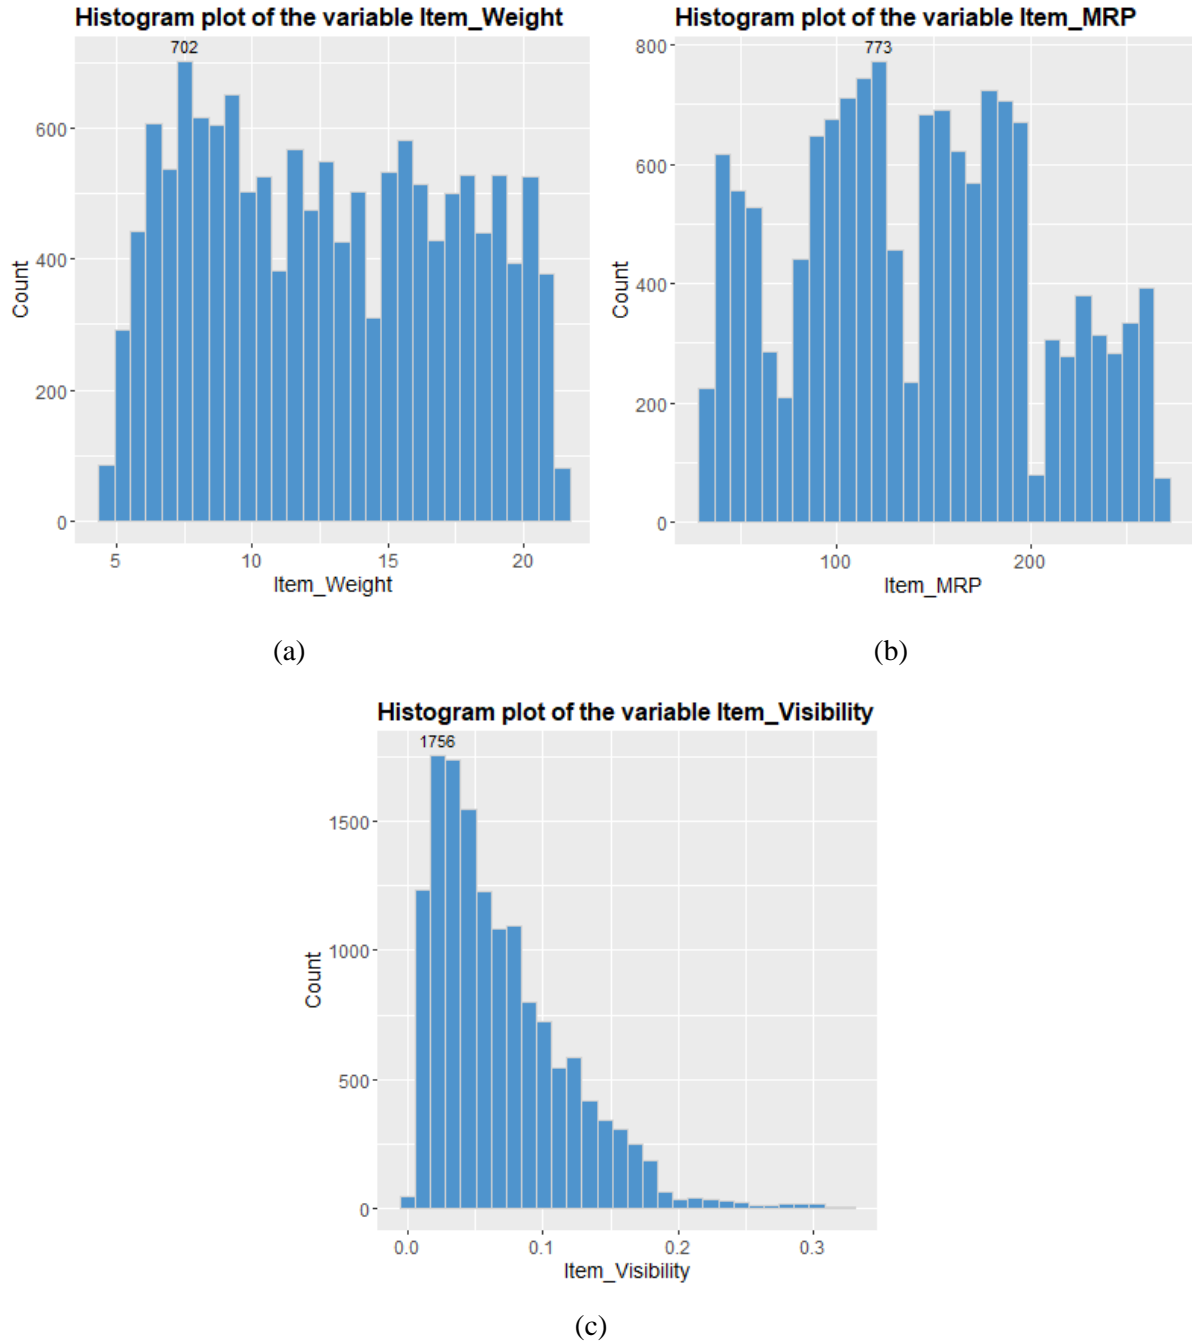 Histogram plot of the variable Item_Weight
702
600
400
200
0
Count
5 10 15 20
Item_Weight
(a)
Histogram plot of the variable Item_MRP
773
800
600
400
200
0
Count
100 200
Item_MRP
(b)
Histogram plot of the variable Item_Visibility
1756
1500
1000
500
0
Count
0.0 0.1 0.2 0.3
Item_Visibility
(c)